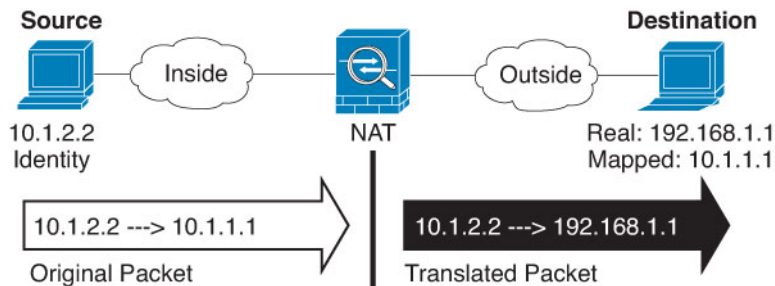 Source
Destination
Inside
Outside
10.1.2.2
Identity
NAT
Real: 192.168.1.1
Mapped: 10.1.1.1
10.1.2.2 ---> 10.1.1.1
10.1.2.2 ---> 192.168.1.1
Original Packet
Translated Packet